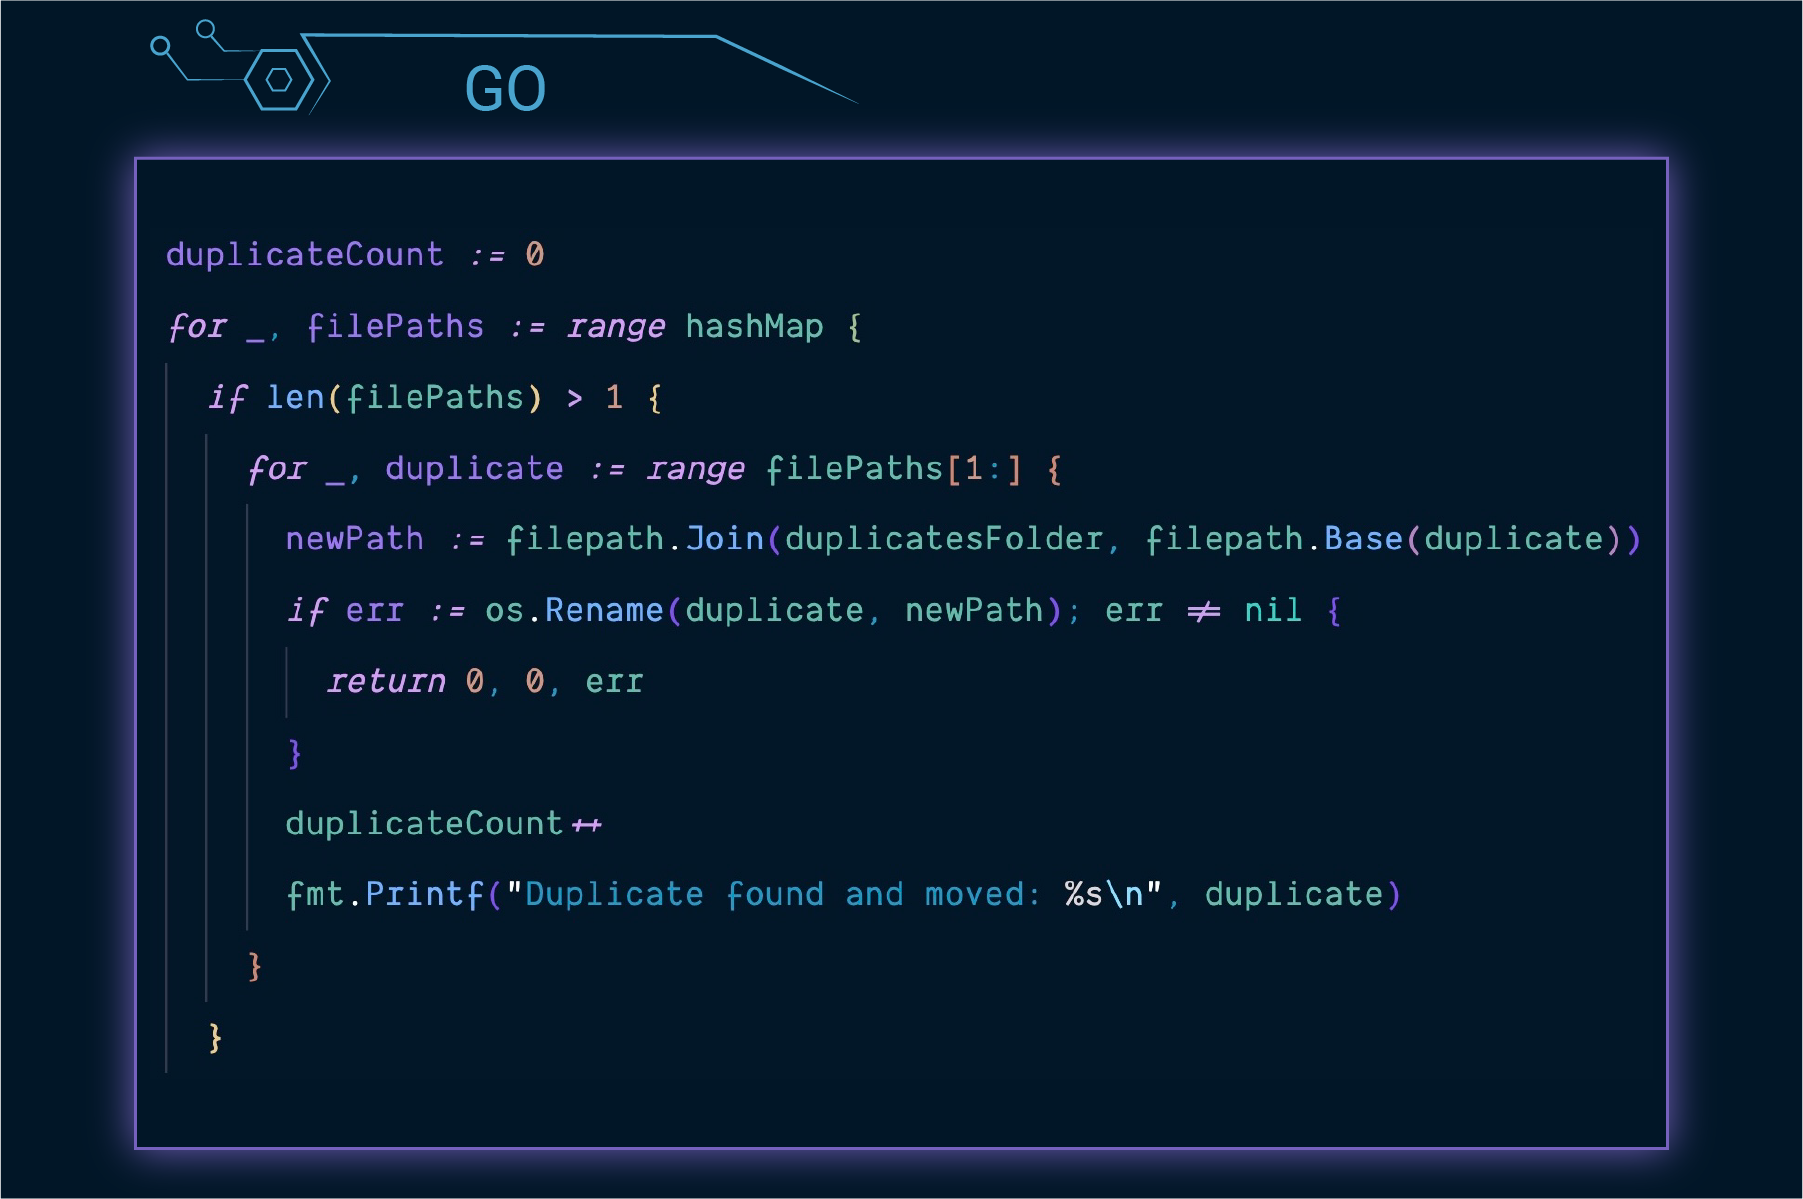 GO
duplicateCount := 0
for _, filePaths := range hashMap {
if len(filePaths) > 1 {
for _, duplicate := range filePaths[1:] {
newPath := filepath.Join(duplicatesFolder, filepath.Base(duplicate))
if err := os.Rename(duplicate, newPath); err != nil {
return 0, 0, err
}
duplicateCount++
fmt.Printf("Duplicate found and moved: %s\n", duplicate)
}
}